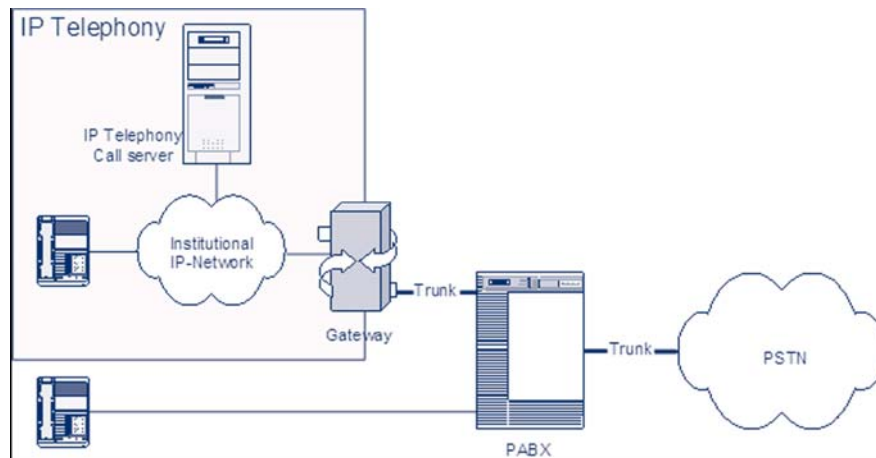 IP Telephony
IP Telephony
Call server
Institutional
IP-Network
Gateway
Trunk
Trunk
PSTN
PABX